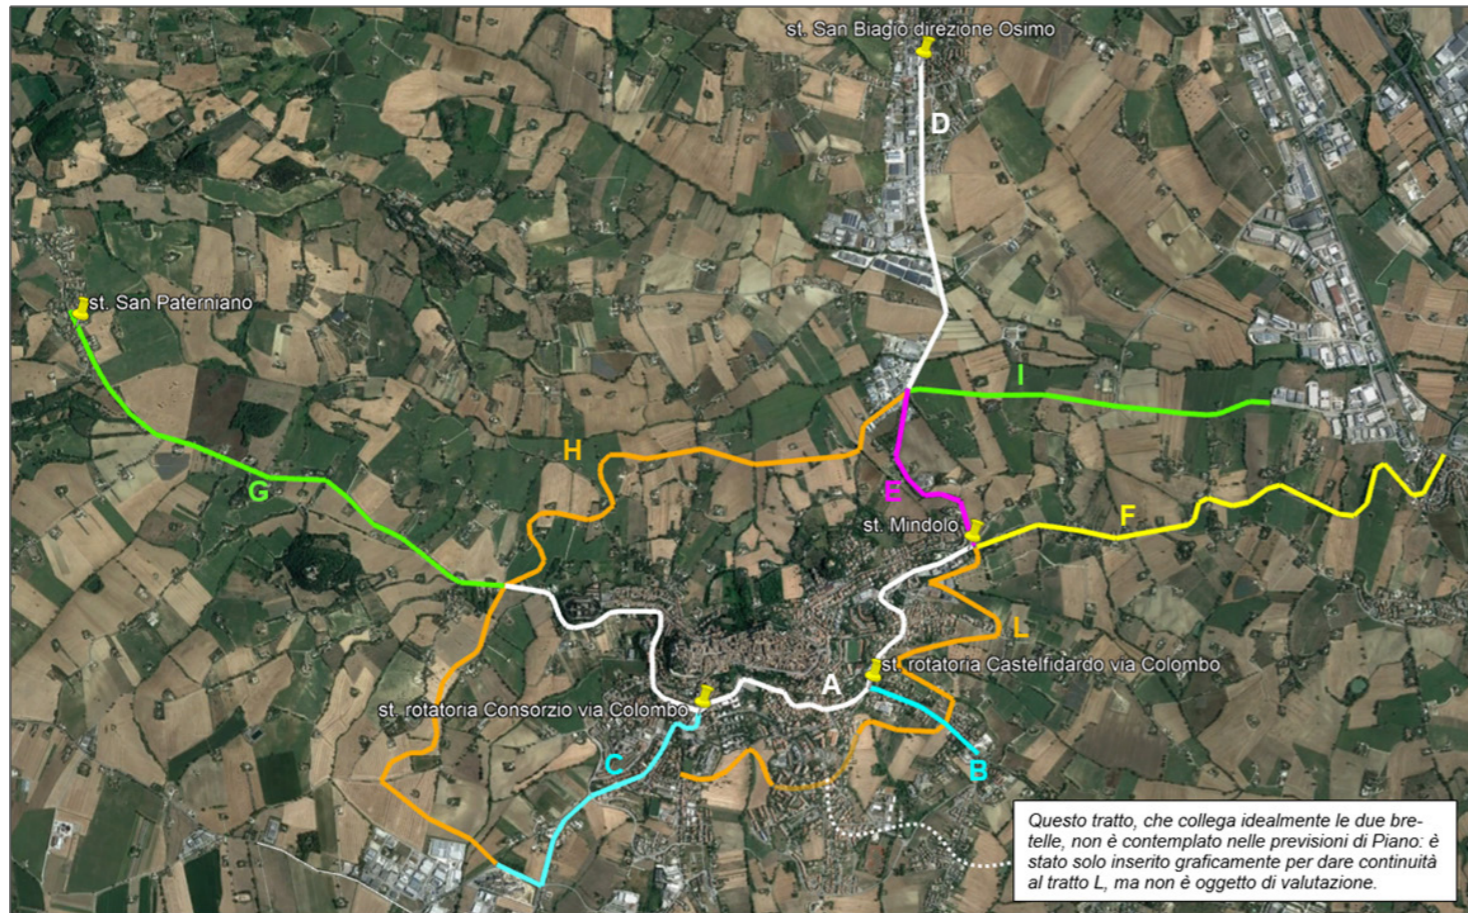 st. San Biagio direzione Osimo
D
st. San Paterniano
I
H
G
E
F
st. Mindolo
L
st. rotatoria Castelfidardo via Colombo
A
st. rotatoria Consorzio via Colombo
C
B
Questo tratto, che collega idealmente le due bre-
telle, non è contemplato nelle previsioni di Piano: è
stato solo inserito graficamente per dare continuità
al tratto L, ma non è oggetto di valutazione.